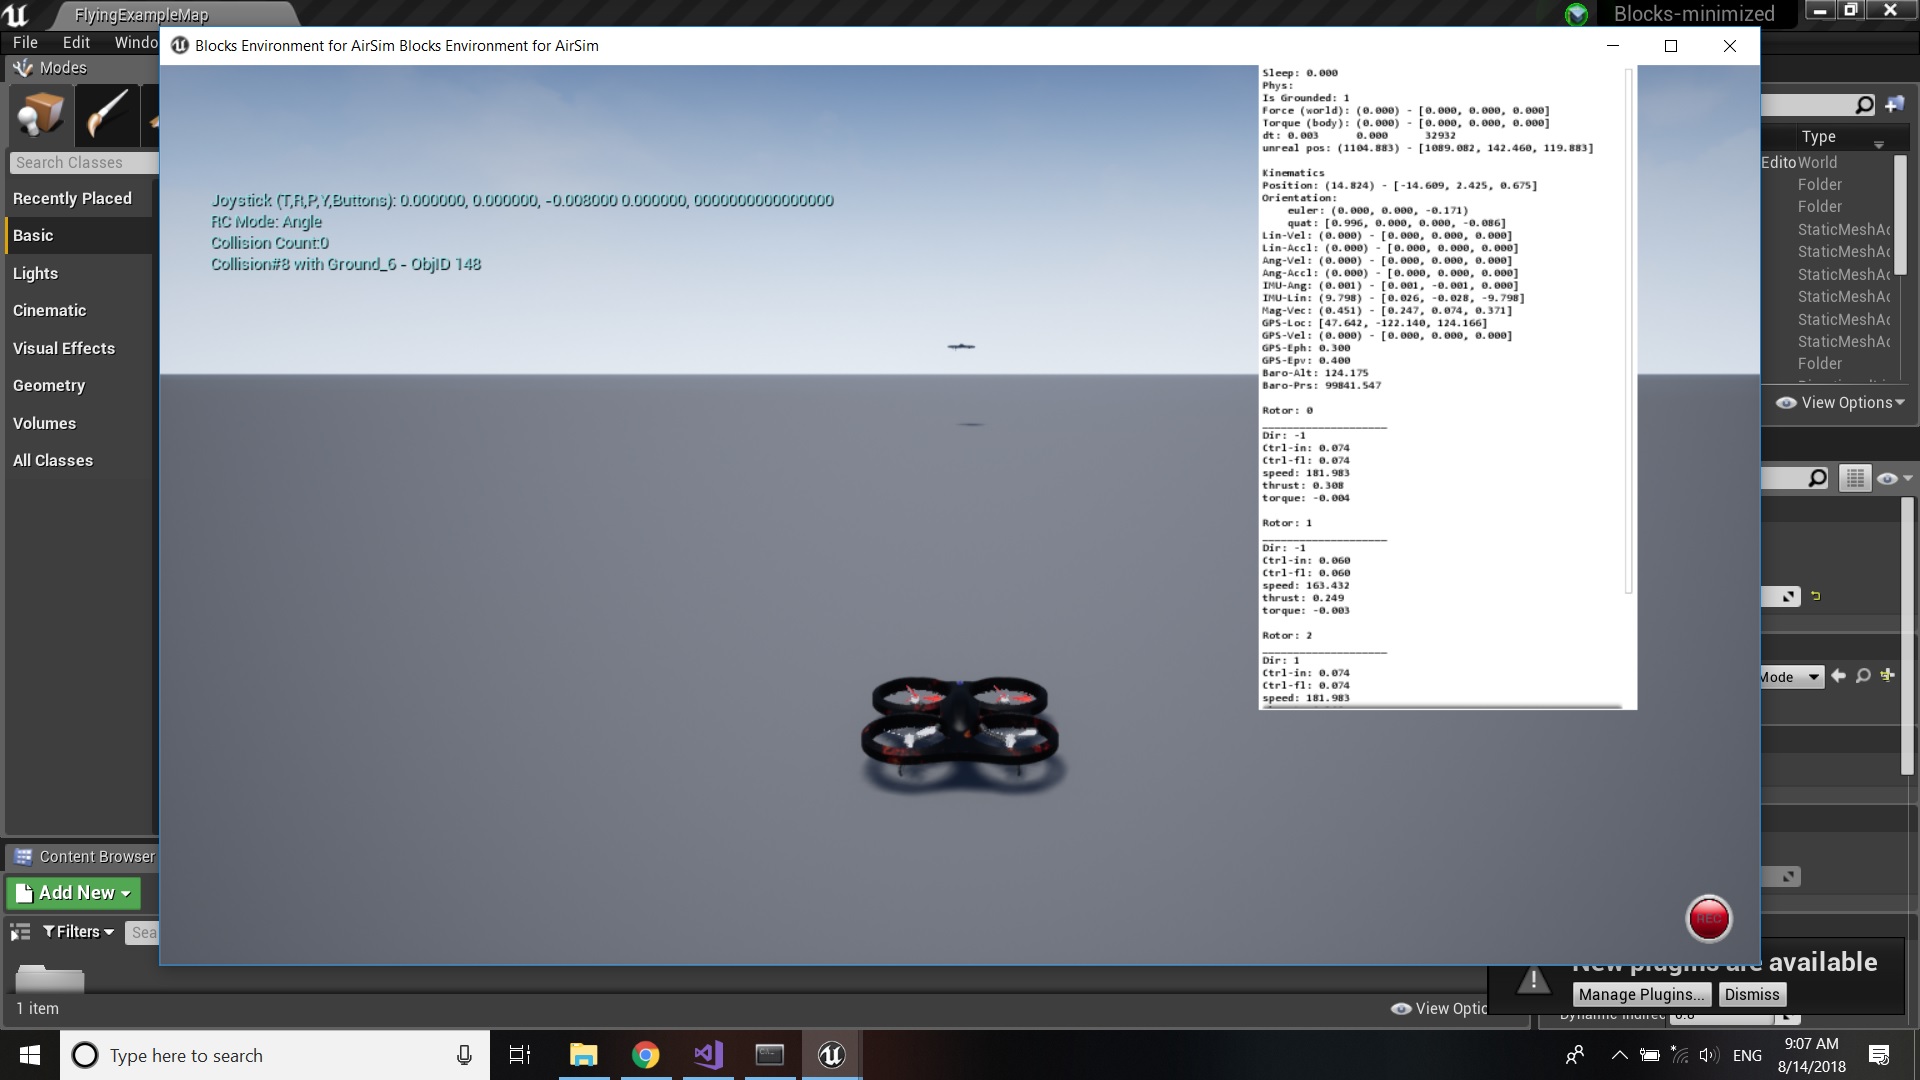 FlyingExampleMap
Blocks-minimized
File Edit Windo
Modes
Search Classes
Recently Placed
Basic
Lights
Cinematic
Visual Effects
Geometry
Volumes
All Classes
Content Browser
Add New
Filters
Sea
1 item
View Optio
Blocks Environment for AirSim Blocks Environment for AirSim
Joystick (T,R,P,Y,Buttons): 0.000000, 0.000000, -0.008000 0.000000, 0000000000000000
RC Mode: Angle
Collision Count:0
Collision#8 with Ground_6 - ObjID 148
Sleep: 0.000
Phys:
Is Grounded: 1
Force (world): (0.000) - [0.000, 0.000, 0.000]
Torque (body): (0.000) - [0.000, 0.000, 0.000]
dt: 0.003 0.000 32932
unreal pos: (1104.883) - [1089.082, 142.460, 119.883]
Kinematics
Position: (14.824) - [-14.609, 2.425, 0.675]
Orientation:
euler: (0.000, 0.000, -0.171)
quat: [0.996, 0.000, 0.000, -0.086]
Lin-Vel: (0.000) - [0.000, 0.000, 0.000]
Lin-Accl: (0.000) - [0.000, 0.000, 0.000]
Ang-Vel: (0.000) - [0.000, 0.000, 0.000]
Ang-Accl: (0.000) - [0.000, 0.000, 0.000]
IMU-Ang: (0.001) - [0.001, -0.001, 0.000]
IMU-Lin: (9.798) - [0.026, -0.028, -9.798]
Mag-Vec: (0.451) - [0.247, 0.074, 0.371]
GPS-Loc: [47.642, -122.140, 124.166]
GPS-Vel: (0.000) - [0.000, 0.000, 0.000]
GPS-Eph: 0.300
GPS-Epv: 0.400
Baro-Alt: 124.175
Baro-Prs: 99841.547
Rotor: 0
Dir: -1
Ctrl-in: 0.074
Ctrl-fl: 0.074
speed: 181.983
thrust: 0.308
torque: -0.004
Rotor: 1
Dir: -1
Ctrl-in: 0.060
Ctrl-fl: 0.060
speed: 163.432
thrust: 0.249
torque: -0.003
Rotor: 2
Dir: 1
Ctrl-in: 0.074
Ctrl-fl: 0.074
speed: 181.983
REC
Type
Edito World
Folder
Folder
StaticMeshAc
StaticMeshAc
StaticMeshAc
StaticMeshAc
StaticMeshAc
StaticMeshAc
Folder
View Options
Mode
New plugins are available
Manage Plugins... Dismiss
Type here to search
ENG
9:07 AM
8/14/2018